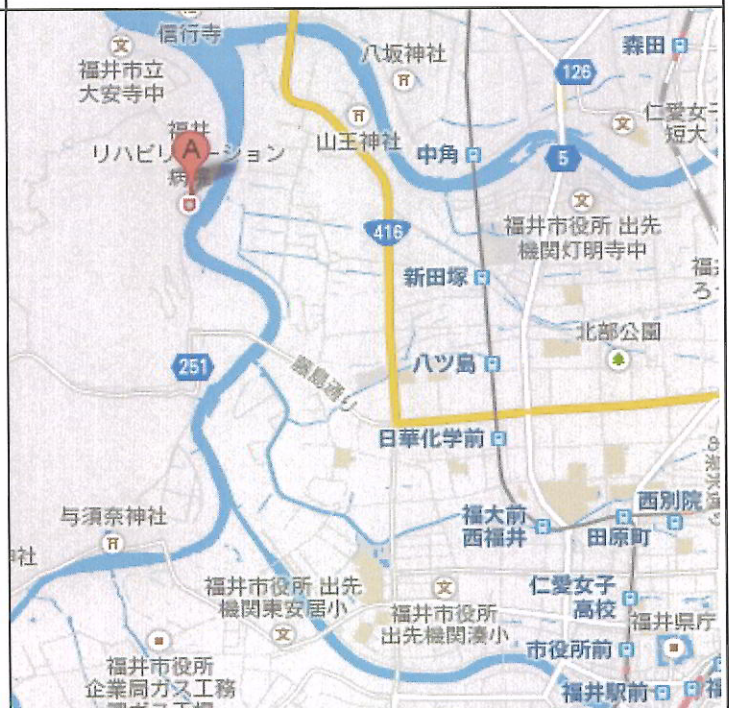 信行寺
福井市立
大安寺中
八坂神社
森田
126
仁愛女子
短大
山王神社
福井
リハビリテーション
病院
A
中角
5
416
福井市役所 出先
機関灯明寺中
新田塚
北部公園
八ツ島
251
日華化学前
西別院
福大前
西福井
田原町
与須奈神社
福井市役所 出先
機関東安居小
福井市役所
出先機関湊小
仁愛女子
高校
福井県庁
市役所前
福井市役所
企業局ガス工務
福井駅前